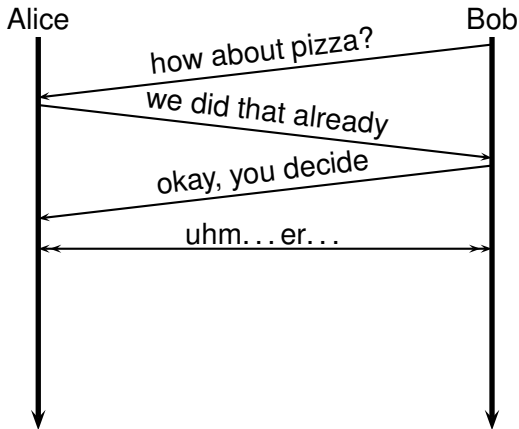 Alice
Bob
how about pizza?
we did that already
okay, you decide
uhm...er...